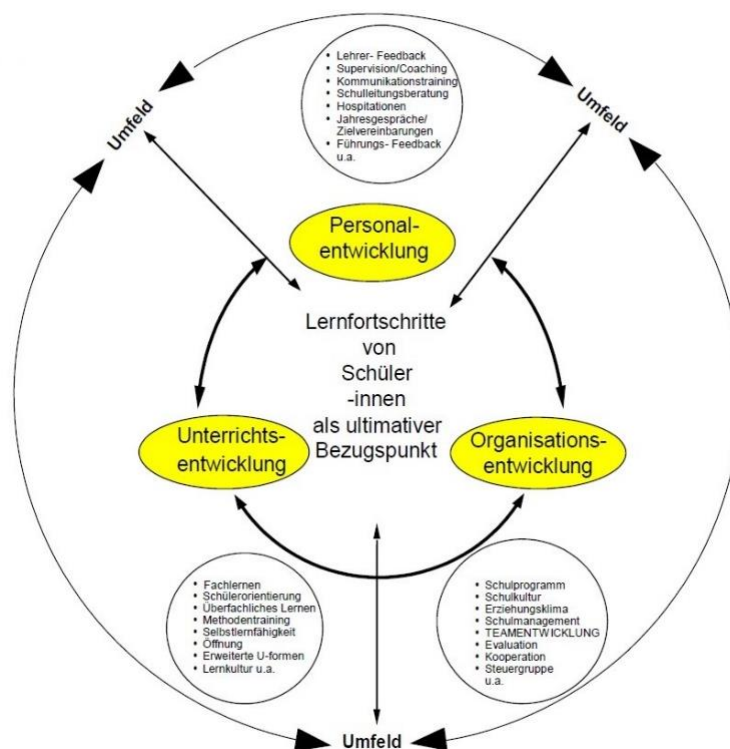 • Lehrer- Feedback
• Supervision/Coaching
• Kommunikationstraining
• Schulleitungsberatung
• Hospitationen
• Jahresgespräche/
Zielvereinbarungen
• Führungs- Feedback
u.a.
Umfeld
Umfeld
Personal-
entwicklung
Lernfortschritte
von
Schüler
-innen
als ultimativer
Bezugspunkt
Unterrichts-
entwicklung
Organisations-
entwicklung
• Fachlernen
• Schülerorientierung
• Überfachliches Lernen
• Methodentraining
• Selbstlernfähigkeit
• Öffnung
• Erweiterte U-formen
• Lernkultur u.a.
• Schulprogramm
• Schulkultur
• Erziehungsklima
• Schulmanagement
• TEAMENTWICKLUNG
• Evaluation
• Kooperation
• Steuergruppe
u.a.
Umfeld